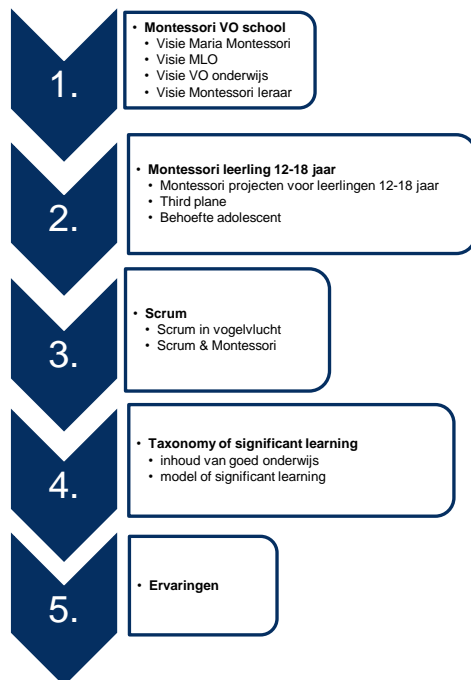 1.
• Montessori VO school
• Visie Maria Montessori
• Visie MLO
• Visie VO onderwijs
• Visie Montessori leraar
2.
• Montessori leerling 12-18 jaar
• Montessori projecten voor leerlingen 12-18 jaar
• Third plane
• Behoefte adolescent
3.
• Scrum
• Scrum in vogelvlucht
• Scrum & Montessori
4.
• Taxonomy of significant learning
• inhoud van goed onderwijs
• model of significant learning
5.
• Ervaringen